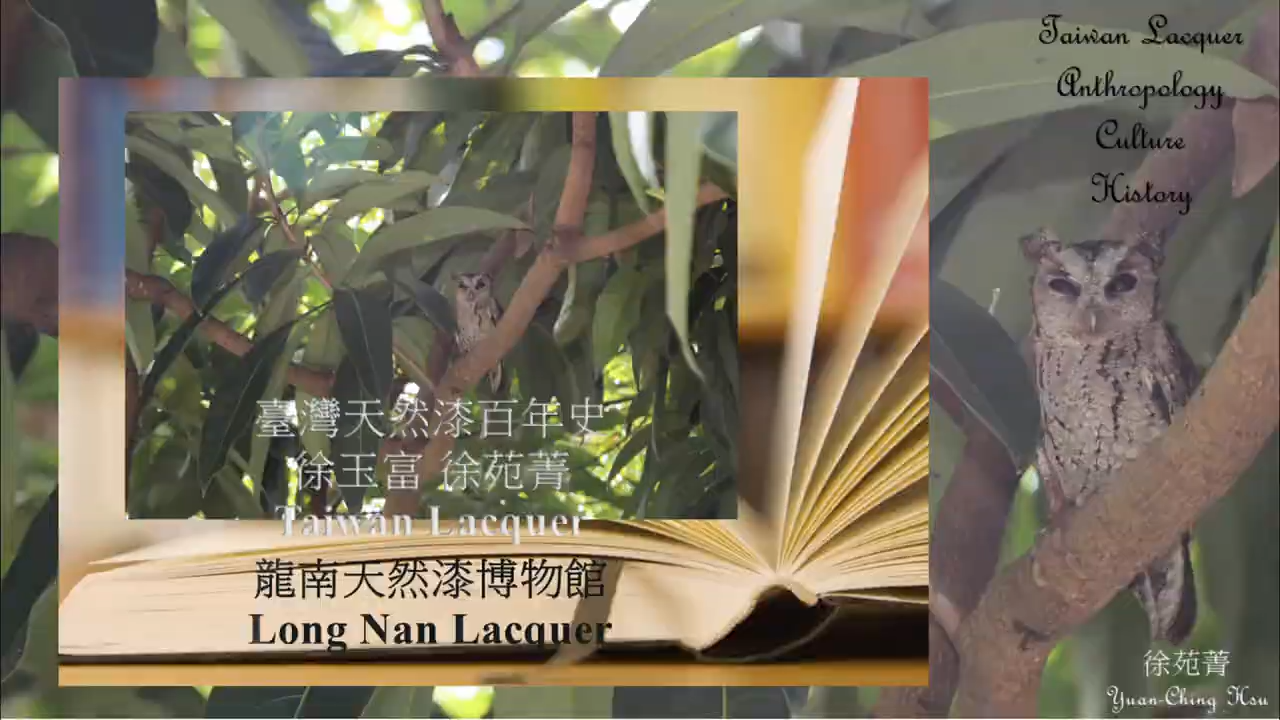 Taiwan Lacquer
Anthropology
Culture
History
臺灣天然漆百年史
徐玉富 徐苑菁
Taiwan Lacquer
龍南天然漆博物館
Long Nan Lacquer
徐苑菁
Yuan-Ching Hsu